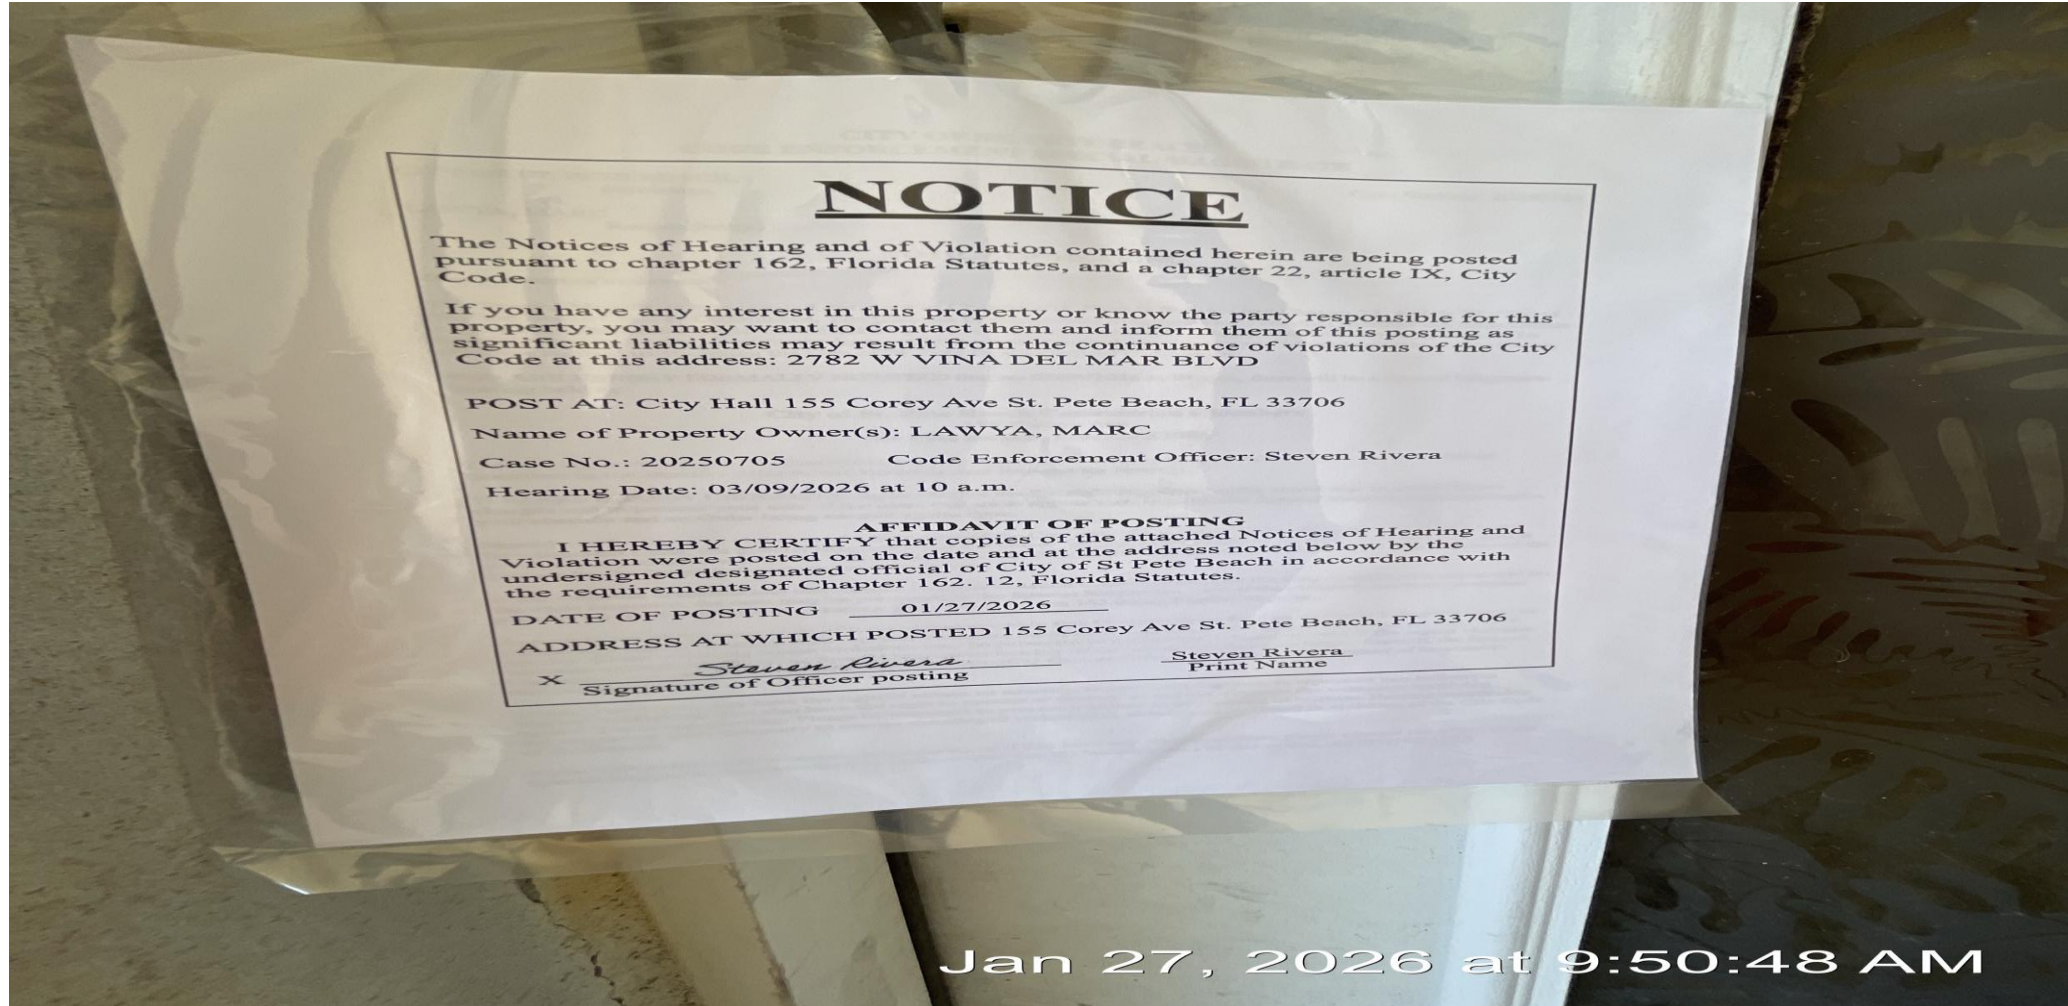 NOTICE
The Notices of Hearing and of Violation contained herein are being posted
pursuant to chapter 162, Florida Statutes, and a chapter 22, article IX, City
Code.
If you have any interest in this property or know the party responsible for this
property, you may want to contact them and inform them of this posting as
significant liabilities may result from the continuance of violations of the City
Code at this address: 2782 W VINA DEL MAR BLVD
POST AT: City Hall 155 Corey Ave St. Pete Beach, FL 33706
Name of Property Owner(s): LAWYA, MARC
Case No.: 20250705 Code Enforcement Officer: Steven Rivera
Hearing Date: 03/09/2026 at 10 a.m.
AFFIDAVIT OF POSTING
I HEREBY CERTIFY that copies of the attached Notices of Hearing and
Violation were posted on the date and at the address noted below by the
undersigned designated official of City of St Pete Beach in accordance with
the requirements of Chapter 162. 12, Florida Statutes.
DATE OF POSTING 01/27/2026
ADDRESS AT WHICH POSTED 155 Corey Ave St. Pete Beach, FL 33706
X Steven Rivera Steven Rivera
Signature of Officer posting Print Name
Jan 27, 2026 at 9:50:48 AM